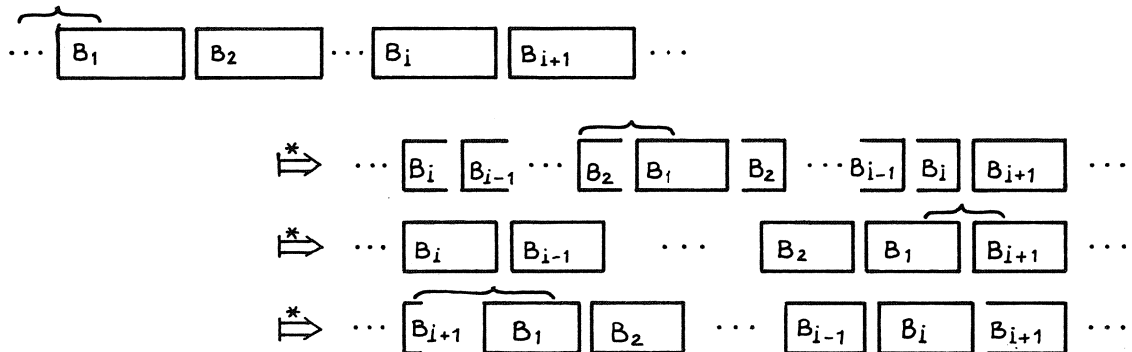 ··· B₁ B₂ ··· Bᵢ Bᵢ₊₁ ···
*⟹ ··· Bᵢ Bᵢ₋₁ ··· B₂ B₁ B₂ ··· Bᵢ₋₁ Bᵢ Bᵢ₊₁ ···
*⟹ ··· Bᵢ Bᵢ₋₁ ··· B₂ B₁ Bᵢ₊₁ ···
*⟹ ··· Bᵢ₊₁ B₁ B₂ ··· Bᵢ₋₁ Bᵢ Bᵢ₊₁ ···